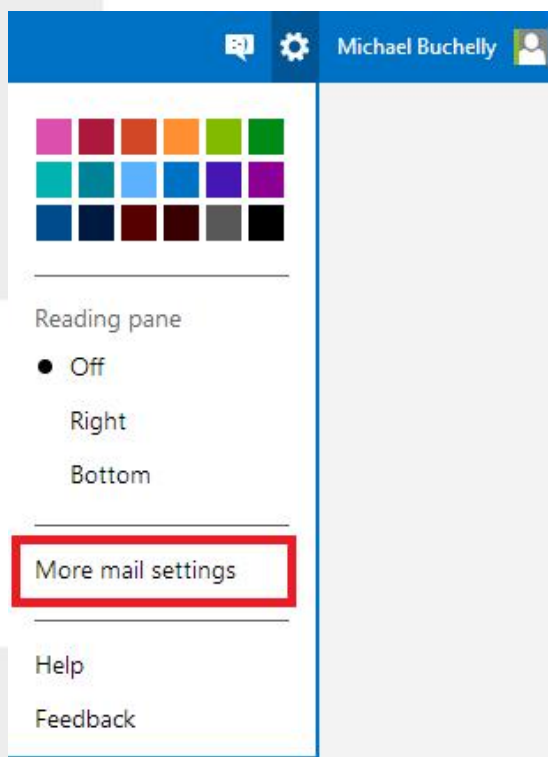 Michael Buchelly
Reading pane
Off
Right
Bottom
More mail settings
Help
Feedback